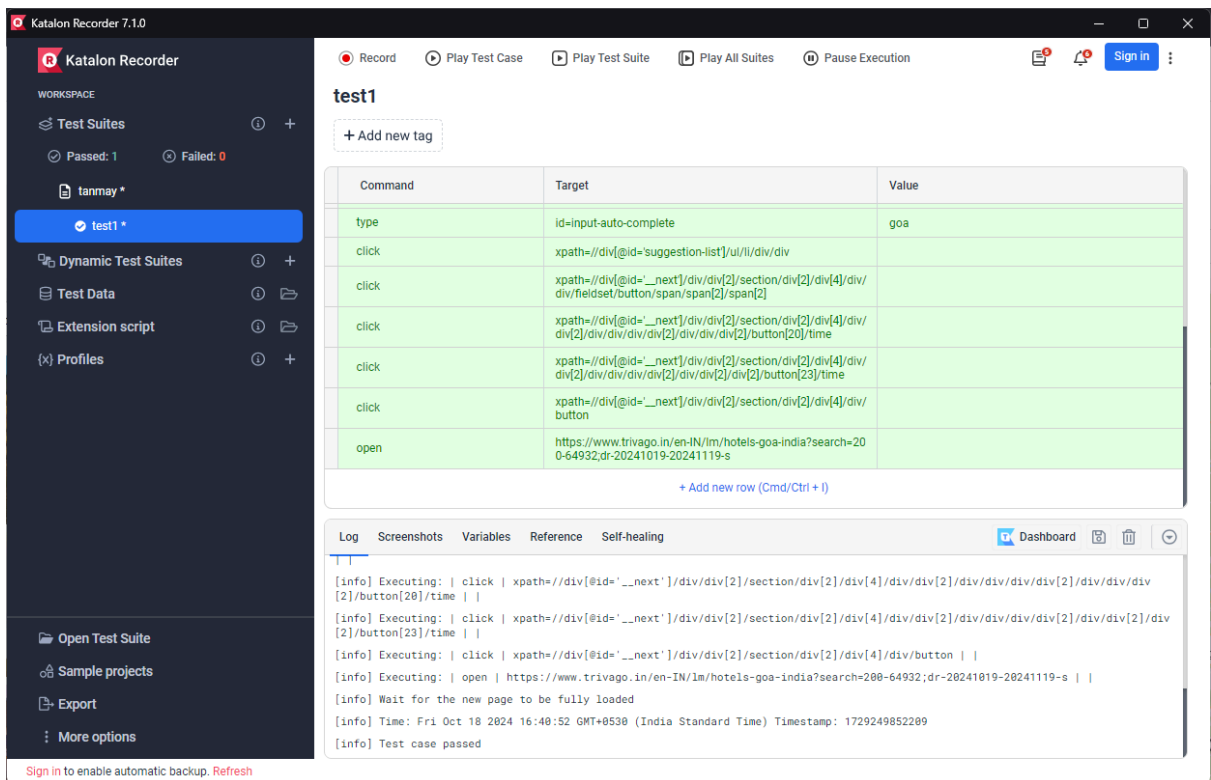 Katalon Recorder 7.1.0
Katalon Recorder
WORKSPACE
Test Suites
Passed: 1 Failed: 0
tanmay *
test1 *
Dynamic Test Suites
Test Data
Extension script
{x} Profiles
Open Test Suite
Sample projects
Export
More options
Sign in to enable automatic backup. Refresh
Record Play Test Case Play Test Suite Play All Suites Pause Execution
Sign in
test1
+ Add new tag
Command Target Value
type id=input-auto-complete goa
click xpath=//div[@id='suggestion-list']/ul/li/div/div
click xpath=//div[@id='__next']/div/div[2]/section/div[2]/div[4]/div/
div/fieldset/button/span/span[2]/span[2]
click xpath=//div[@id='__next']/div/div[2]/section/div[2]/div[4]/div/
div[2]/div/div/div/div[2]/div/div/div[2]/button[20]/time
click xpath=//div[@id='__next']/div/div[2]/section/div[2]/div[4]/div/
div[2]/div/div/div/div[2]/div/div[2]/div[2]/button[23]/time
click xpath=//div[@id='__next']/div/div[2]/section/div[2]/div[4]/div/
button
open https://www.trivago.in/en-IN/lm/hotels-goa-india?search=20
0-64932;dr-20241019-20241119-s
+ Add new row (Cmd/Ctrl + I)
Log Screenshots Variables Reference Self-healing Dashboard
| |
[info] Executing: | click | xpath=//div[@id='__next']/div/div[2]/section/div[2]/div[4]/div/div[2]/div/div/div/div[2]/div/div/div
[2]/button[20]/time | |
[info] Executing: | click | xpath=//div[@id='__next']/div/div[2]/section/div[2]/div[4]/div/div[2]/div/div/div/div[2]/div/div[2]/div
[2]/button[23]/time | |
[info] Executing: | click | xpath=//div[@id='__next']/div/div[2]/section/div[2]/div[4]/div/button | |
[info] Executing: | open | https://www.trivago.in/en-IN/lm/hotels-goa-india?search=200-64932;dr-20241019-20241119-s | |
[info] Wait for the new page to be fully loaded
[info] Time: Fri Oct 18 2024 16:40:52 GMT+0530 (India Standard Time) Timestamp: 1729249852209
[info] Test case passed